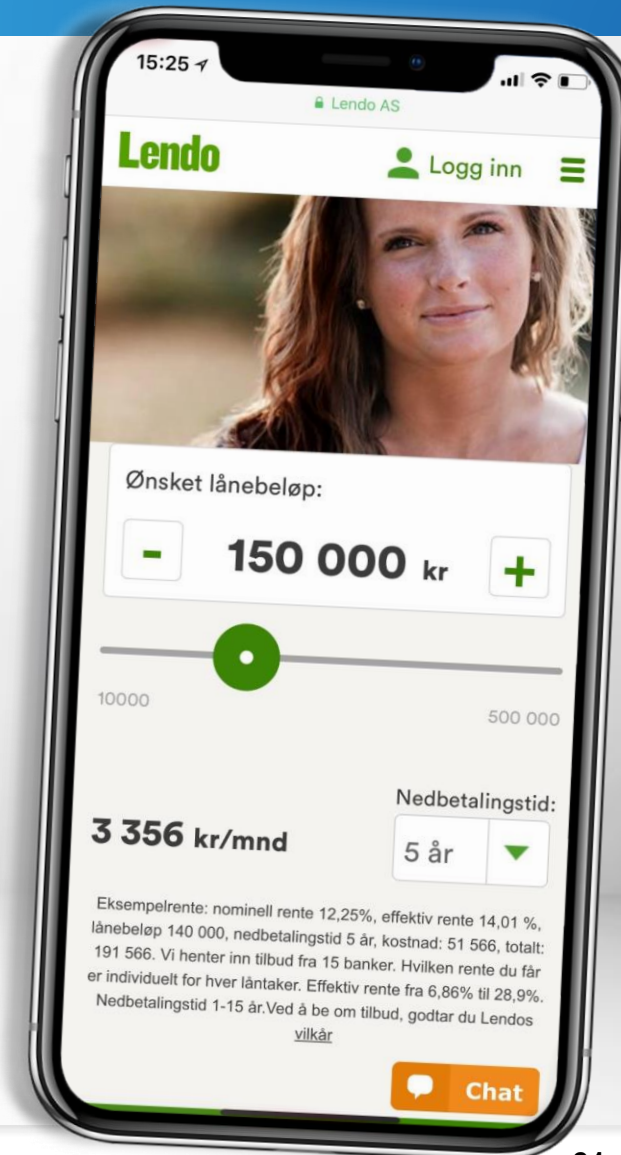 15:25
Lendo AS
Lendo
Logg inn
Ønsket lånebeløp:
- 150 000 kr +
10000
500 000
Nedbetalingstid:
3 356 kr/mnd
5 år
Eksempelrente: nominell rente 12,25%, effektiv rente 14,01 %,
lånebeløp 140 000, nedbetalingstid 5 år, kostnad: 51 566, totalt:
191 566. Vi henter inn tilbud fra 15 banker. Hvilken rente du får
er individuelt for hver låntaker. Effektiv rente fra 6,86% til 28,9%.
Nedbetalingstid 1-15 år.Ved å be om tilbud, godtar du Lendos
vilkår
Chat